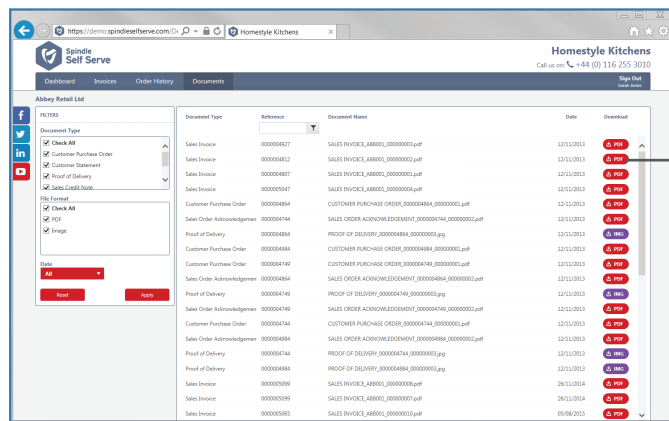 https://demo.spindleselfserve.com/D
Homestyle Kitchens
Spindle
Self Serve
Homestyle Kitchens
Call us on: +44 (0) 116 255 3010
Dashboard Invoices Order History Documents
Sign Out
Sarah Jones
Abbey Retail Ltd
FILTERS
Document Type
Check All
Customer Purchase Order
Customer Statement
Proof of Delivery
Sales Credit Note
File Format
Check All
PDF
Image
Date
All
Reset Apply
Document Type Reference Document Name Date Download
Sales Invoice 0000004927 SALES INVOICE_ABB001_000000003.pdf 12/11/2013 PDF
Sales Invoice 0000004812 SALES INVOICE_ABB001_000000002.pdf 12/11/2013 PDF
Sales Invoice 0000004807 SALES INVOICE_ABB001_000000001.pdf 12/11/2013 PDF
Sales Invoice 0000005047 SALES INVOICE_ABB001_000000004.pdf 12/11/2013 PDF
Customer Purchase Order 0000004864 CUSTOMER PURCHASE ORDER_0000004864_000000001.pdf 12/11/2013 PDF
Sales Order Acknowledgemen 0000004744 SALES ORDER ACKNOWLEDGEMENT_0000004744_000000002.pdf 12/11/2013 PDF
Proof of Delivery 0000004864 PROOF OF DELIVERY_0000004864_000000003.jpg 12/11/2013 IMG
Customer Purchase Order 0000004984 CUSTOMER PURCHASE ORDER_0000004984_000000001.pdf 12/11/2013 PDF
Customer Purchase Order 0000004749 CUSTOMER PURCHASE ORDER_0000004749_000000001.pdf 12/11/2013 PDF
Sales Order Acknowledgemen 0000004864 SALES ORDER ACKNOWLEDGEMENT_0000004864_000000002.pdf 12/11/2013 PDF
Proof of Delivery 0000004749 PROOF OF DELIVERY_0000004749_000000003.jpg 12/11/2013 IMG
Sales Order Acknowledgemen 0000004749 SALES ORDER ACKNOWLEDGEMENT_0000004749_000000002.pdf 12/11/2013 PDF
Customer Purchase Order 0000004744 CUSTOMER PURCHASE ORDER_0000004744_000000001.pdf 12/11/2013 PDF
Sales Order Acknowledgemen 0000004984 SALES ORDER ACKNOWLEDGEMENT_0000004984_000000002.pdf 12/11/2013 PDF
Proof of Delivery 0000004744 PROOF OF DELIVERY_0000004744_000000003.jpg 12/11/2013 IMG
Proof of Delivery 0000004984 PROOF OF DELIVERY_0000004984_000000003.jpg 12/11/2013 IMG
Sales Invoice 0000005099 SALES INVOICE_ABB001_000000008.pdf 26/11/2014 PDF
Sales Invoice 0000005099 SALES INVOICE_ABB001_000000007.pdf 26/11/2014 PDF
Sales Invoice 0000005065 SALES INVOICE_ABB001_000000010.pdf 05/08/2015 PDF